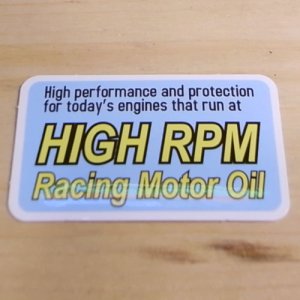 High performance and protection
for today's engines that run at
HIGH RPM
Racing Motor Oil